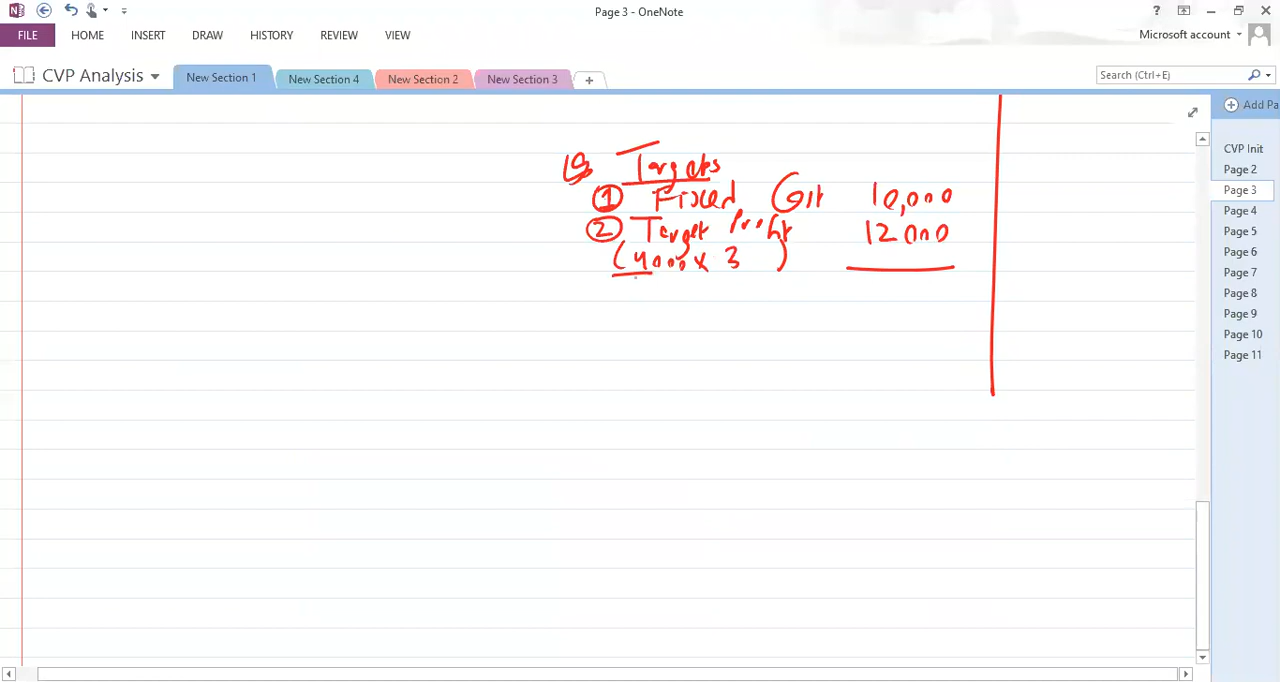 Page 3 - OneNote
?
FILE HOME INSERT DRAW HISTORY REVIEW VIEW
Microsoft account
CVP Analysis
New Section 1 New Section 4 New Section 2 New Section 3 +
Search (Ctrl+E)
Add Pa
CVP Init
Page 2
Page 3
Page 4
Page 5
Page 6
Page 7
Page 8
Page 9
Page 10
Page 11
Targets
① Fixed Cost 10,000
② Target Profit 12000
(4000 x 3 )